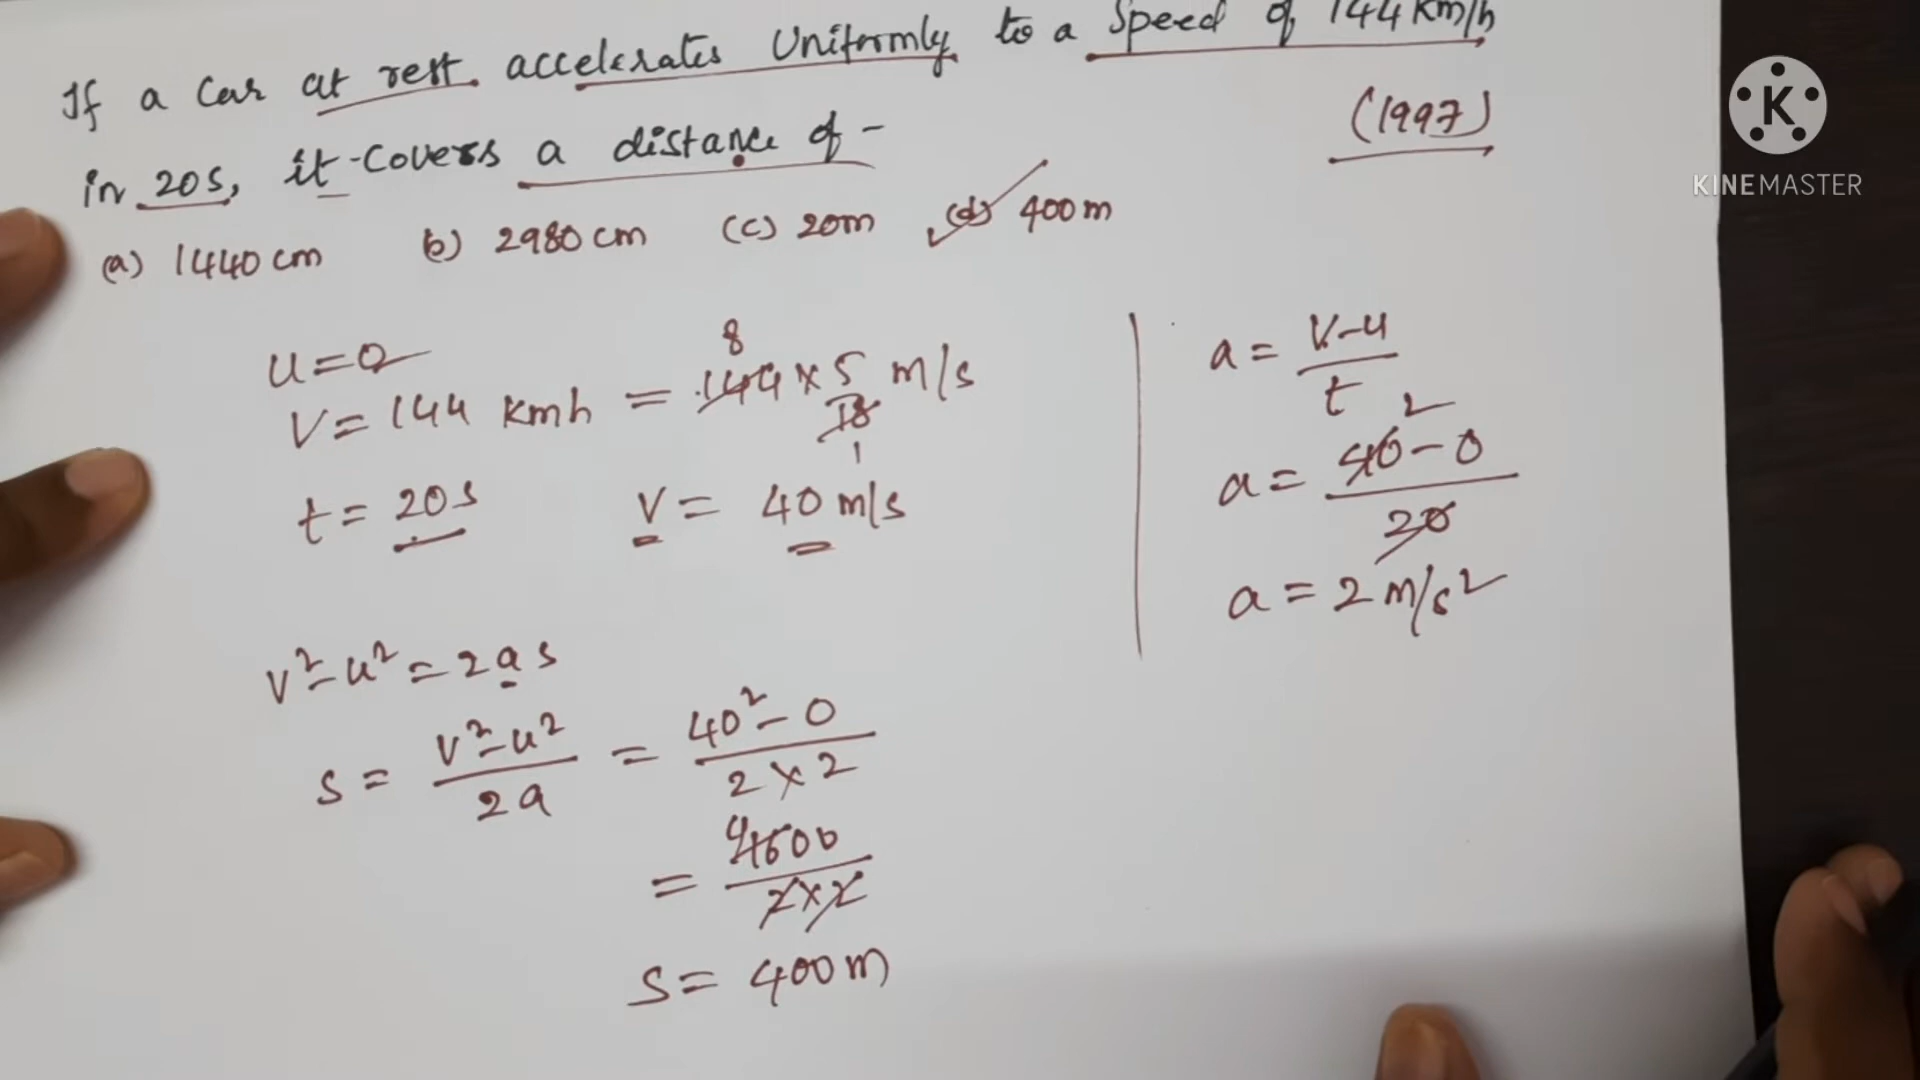 If a Car at rest accelerates Uniformly to a Speed of 144 Km/h
in 20s, it covers a distance of -
(1997)
(a) 1440 cm (b) 2980 cm (c) 20m (d) 400 m
u=0
V= 144 Kmh = 144 × 5/18 m/s
8
1
t = 20s V = 40 m/s
a = V-u/t
a = 40-0/20
2
a = 2 m/s²
v²-u² = 2as
s = v²-u²/2a = 40²-0/2×2
= 1600/2×2
4
s = 400 m
K
KINEMASTER